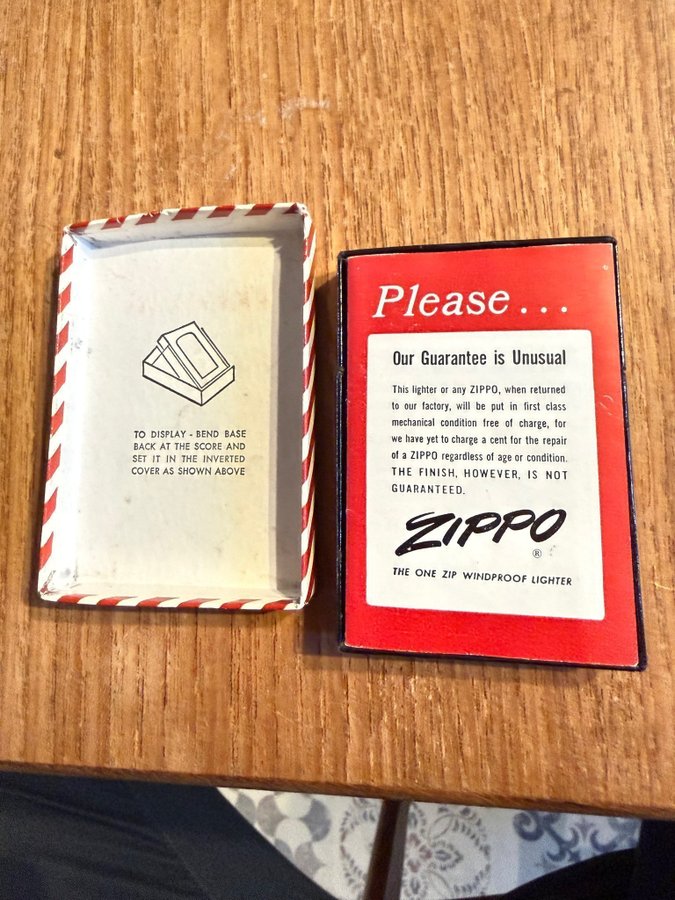 TO DISPLAY - BEND BASE
BACK AT THE SCORE AND
SET IT IN THE INVERTED
COVER AS SHOWN ABOVE
Please...
Our Guarantee is Unusual
This lighter or any ZIPPO, when returned
to our factory, will be put in first class
mechanical condition free of charge, for
we have yet to charge a cent for the repair
of a ZIPPO regardless of age or condition.
THE FINISH, HOWEVER, IS NOT
GUARANTEED.
ZIPPO
®
THE ONE ZIP WINDPROOF LIGHTER